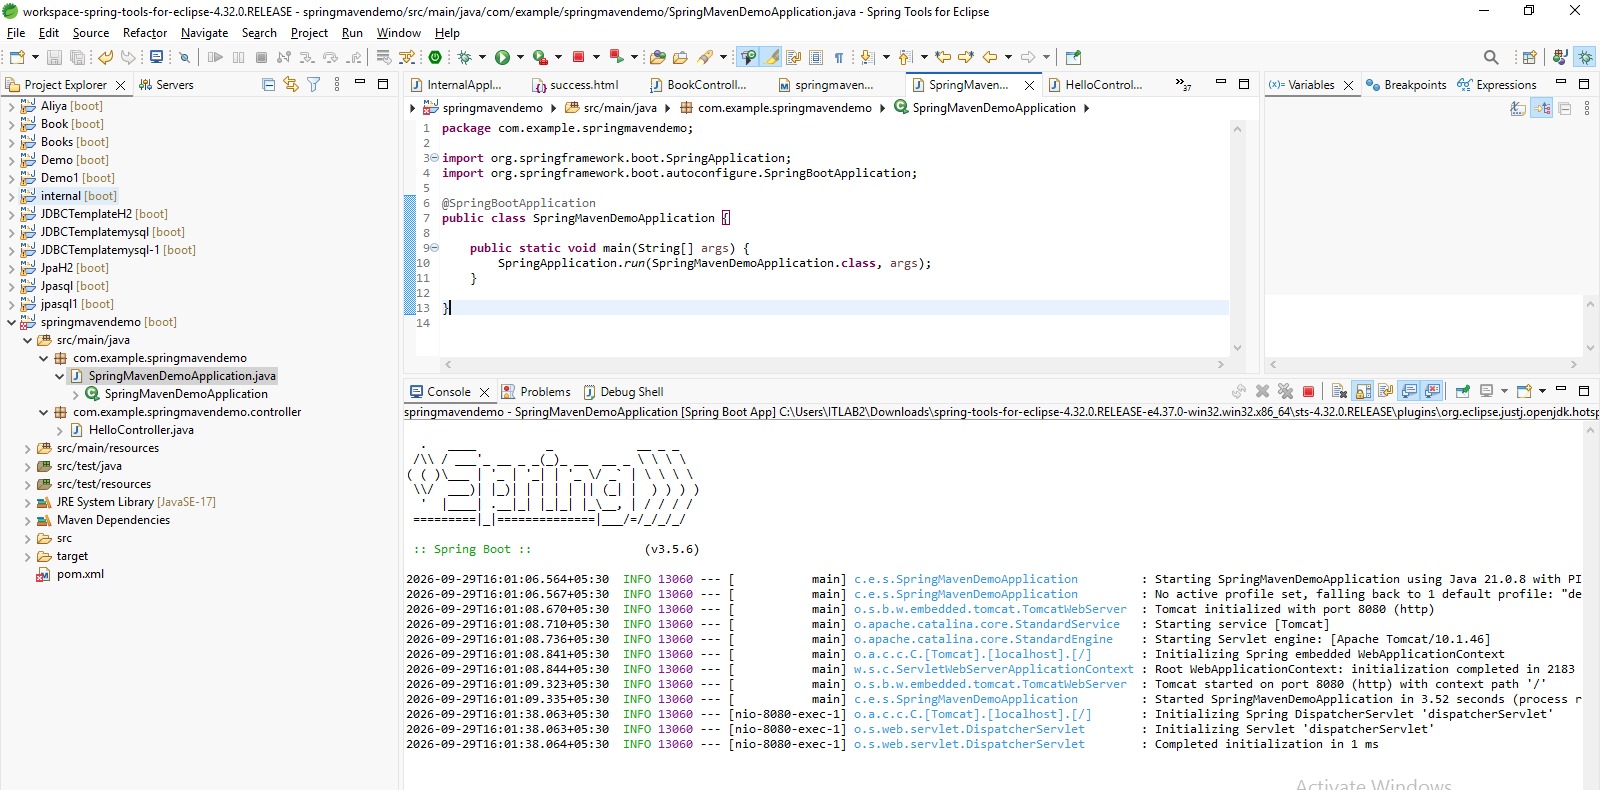 workspace-spring-tools-for-eclipse-4.32.0.RELEASE - springmavendemo/src/main/java/com/example/springmavendemo/SpringMavenDemoApplication.java - Spring Tools for Eclipse
File Edit Source Refactor Navigate Search Project Run Window Help
Project Explorer Servers
Aliya [boot]
Book [boot]
Books [boot]
Demo [boot]
Demo1 [boot]
internal [boot]
JDBCTemplateH2 [boot]
JDBCTemplatemysql [boot]
JDBCTemplatemysql-1 [boot]
JpaH2 [boot]
Jpasql [boot]
jpasql1 [boot]
springmavendemo [boot]
src/main/java
com.example.springmavendemo
SpringMavenDemoApplication.java
SpringMavenDemoApplication
com.example.springmavendemo.controller
HelloController.java
src/main/resources
src/test/java
src/test/resources
JRE System Library [JavaSE-17]
Maven Dependencies
src
target
pom.xml
InternalAppl... success.html BookControll... springmaven... SpringMaven... HelloControl... »37
springmavendemo src/main/java com.example.springmavendemo SpringMavenDemoApplication
1 package com.example.springmavendemo;
2
3 import org.springframework.boot.SpringApplication;
4 import org.springframework.boot.autoconfigure.SpringBootApplication;
5
6 @SpringBootApplication
7 public class SpringMavenDemoApplication {
8
9 public static void main(String[] args) {
10 SpringApplication.run(SpringMavenDemoApplication.class, args);
11 }
12
13 }
14
(x)= Variables Breakpoints Expressions
Console Problems Debug Shell
springmavendemo - SpringMavenDemoApplication [Spring Boot App] C:\Users\ITLAB2\Downloads\spring-tools-for-eclipse-4.32.0.RELEASE-e4.37.0-win32.win32.x86_64\sts-4.32.0.RELEASE\plugins\org.eclipse.justj.openjdk.hotsp
Spring
:: Spring Boot :: (v3.5.6)
2026-09-29T16:01:06.564+05:30 INFO 13060 --- [ main] c.e.s.SpringMavenDemoApplication : Starting SpringMavenDemoApplication using Java 21.0.8 with PI
2026-09-29T16:01:06.567+05:30 INFO 13060 --- [ main] c.e.s.SpringMavenDemoApplication : No active profile set, falling back to 1 default profile: "de
2026-09-29T16:01:08.670+05:30 INFO 13060 --- [ main] o.s.b.w.embedded.tomcat.TomcatWebServer : Tomcat initialized with port 8080 (http)
2026-09-29T16:01:08.710+05:30 INFO 13060 --- [ main] o.apache.catalina.core.StandardService : Starting service [Tomcat]
2026-09-29T16:01:08.736+05:30 INFO 13060 --- [ main] o.apache.catalina.core.StandardEngine : Starting Servlet engine: [Apache Tomcat/10.1.46]
2026-09-29T16:01:08.841+05:30 INFO 13060 --- [ main] o.a.c.c.C.[Tomcat].[localhost].[/] : Initializing Spring embedded WebApplicationContext
2026-09-29T16:01:08.844+05:30 INFO 13060 --- [ main] w.s.c.ServletWebServerApplicationContext : Root WebApplicationContext: initialization completed in 2183
2026-09-29T16:01:09.323+05:30 INFO 13060 --- [ main] o.s.b.w.embedded.tomcat.TomcatWebServer : Tomcat started on port 8080 (http) with context path '/'
2026-09-29T16:01:09.335+05:30 INFO 13060 --- [ main] c.e.s.SpringMavenDemoApplication : Started SpringMavenDemoApplication in 3.52 seconds (process r
2026-09-29T16:01:38.063+05:30 INFO 13060 --- [nio-8080-exec-1] o.a.c.c.C.[Tomcat].[localhost].[/] : Initializing Spring DispatcherServlet 'dispatcherServlet'
2026-09-29T16:01:38.063+05:30 INFO 13060 --- [nio-8080-exec-1] o.s.web.servlet.DispatcherServlet : Initializing Servlet 'dispatcherServlet'
2026-09-29T16:01:38.064+05:30 INFO 13060 --- [nio-8080-exec-1] o.s.web.servlet.DispatcherServlet : Completed initialization in 1 ms
Activate Windows